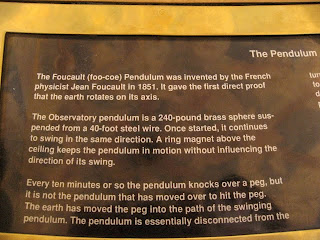 The Pendulum
The Foucault (foo-coe) Pendulum was invented by the French
physicist Jean Foucault in 1851. It gave the first direct proof
that the earth rotates on its axis.
The Observatory pendulum is a 240-pound brass sphere sus-
pended from a 40-foot steel wire. Once started, it continues
to swing in the same direction. A ring magnet above the
ceiling keeps the pendulum in motion without influencing the
direction of its swing.
Every ten minutes or so the pendulum knocks over a peg, but
it is not the pendulum that has moved over to hit the peg.
The earth has moved the peg into the path of the swinging
pendulum. The pendulum is essentially disconnected from the